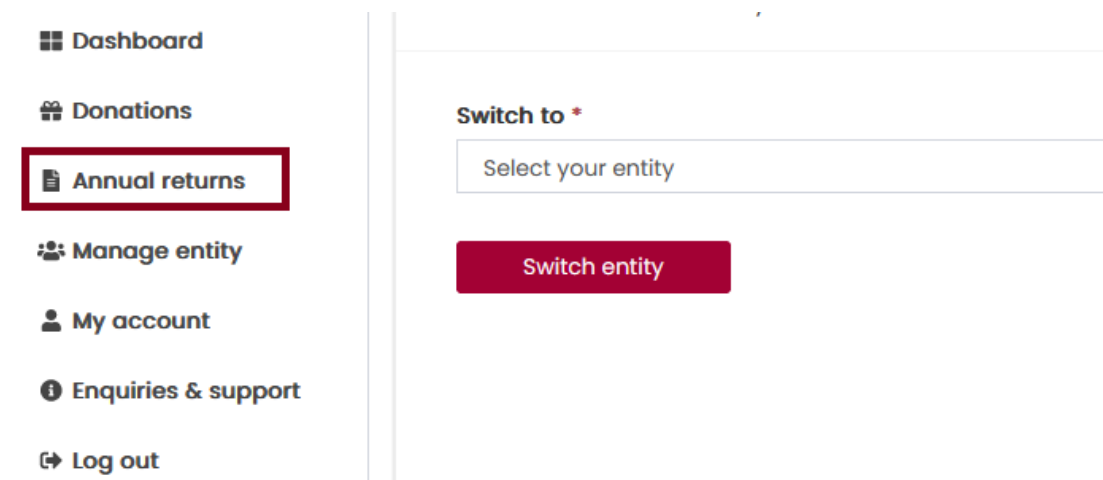 Dashboard
Donations
Annual returns
Manage entity
My account
Enquiries & support
Log out
Switch to *
Select your entity
Switch entity